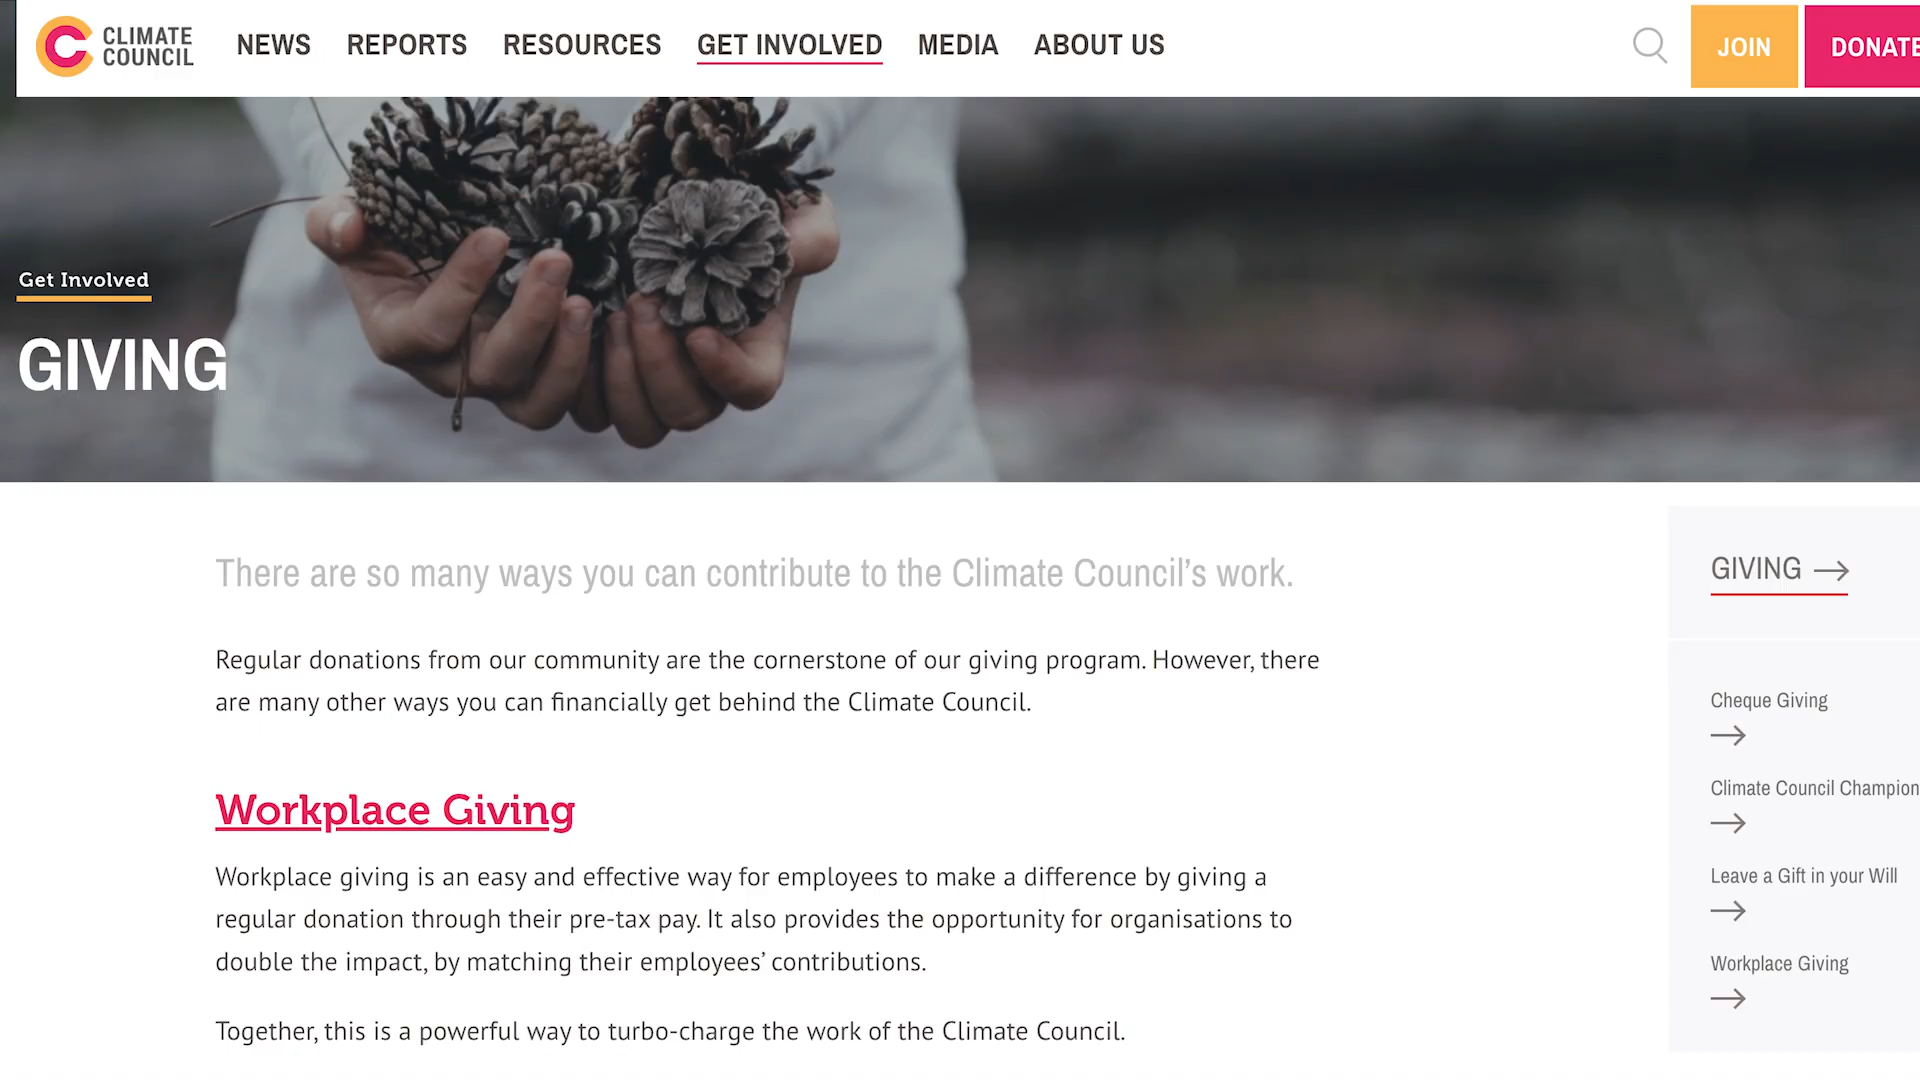 CLIMATE
COUNCIL
NEWS
REPORTS
RESOURCES
GET INVOLVED
MEDIA
ABOUT US
JOIN
DONATE
Get Involved
GIVING
There are so many ways you can contribute to the Climate Council’s work.
Regular donations from our community are the cornerstone of our giving program. However, there
are many other ways you can financially get behind the Climate Council.
Workplace Giving
Workplace giving is an easy and effective way for employees to make a difference by giving a
regular donation through their pre-tax pay. It also provides the opportunity for organisations to
double the impact, by matching their employees’ contributions.
Together, this is a powerful way to turbo-charge the work of the Climate Council.
GIVING
Cheque Giving
Climate Council Champion
Leave a Gift in your Will
Workplace Giving